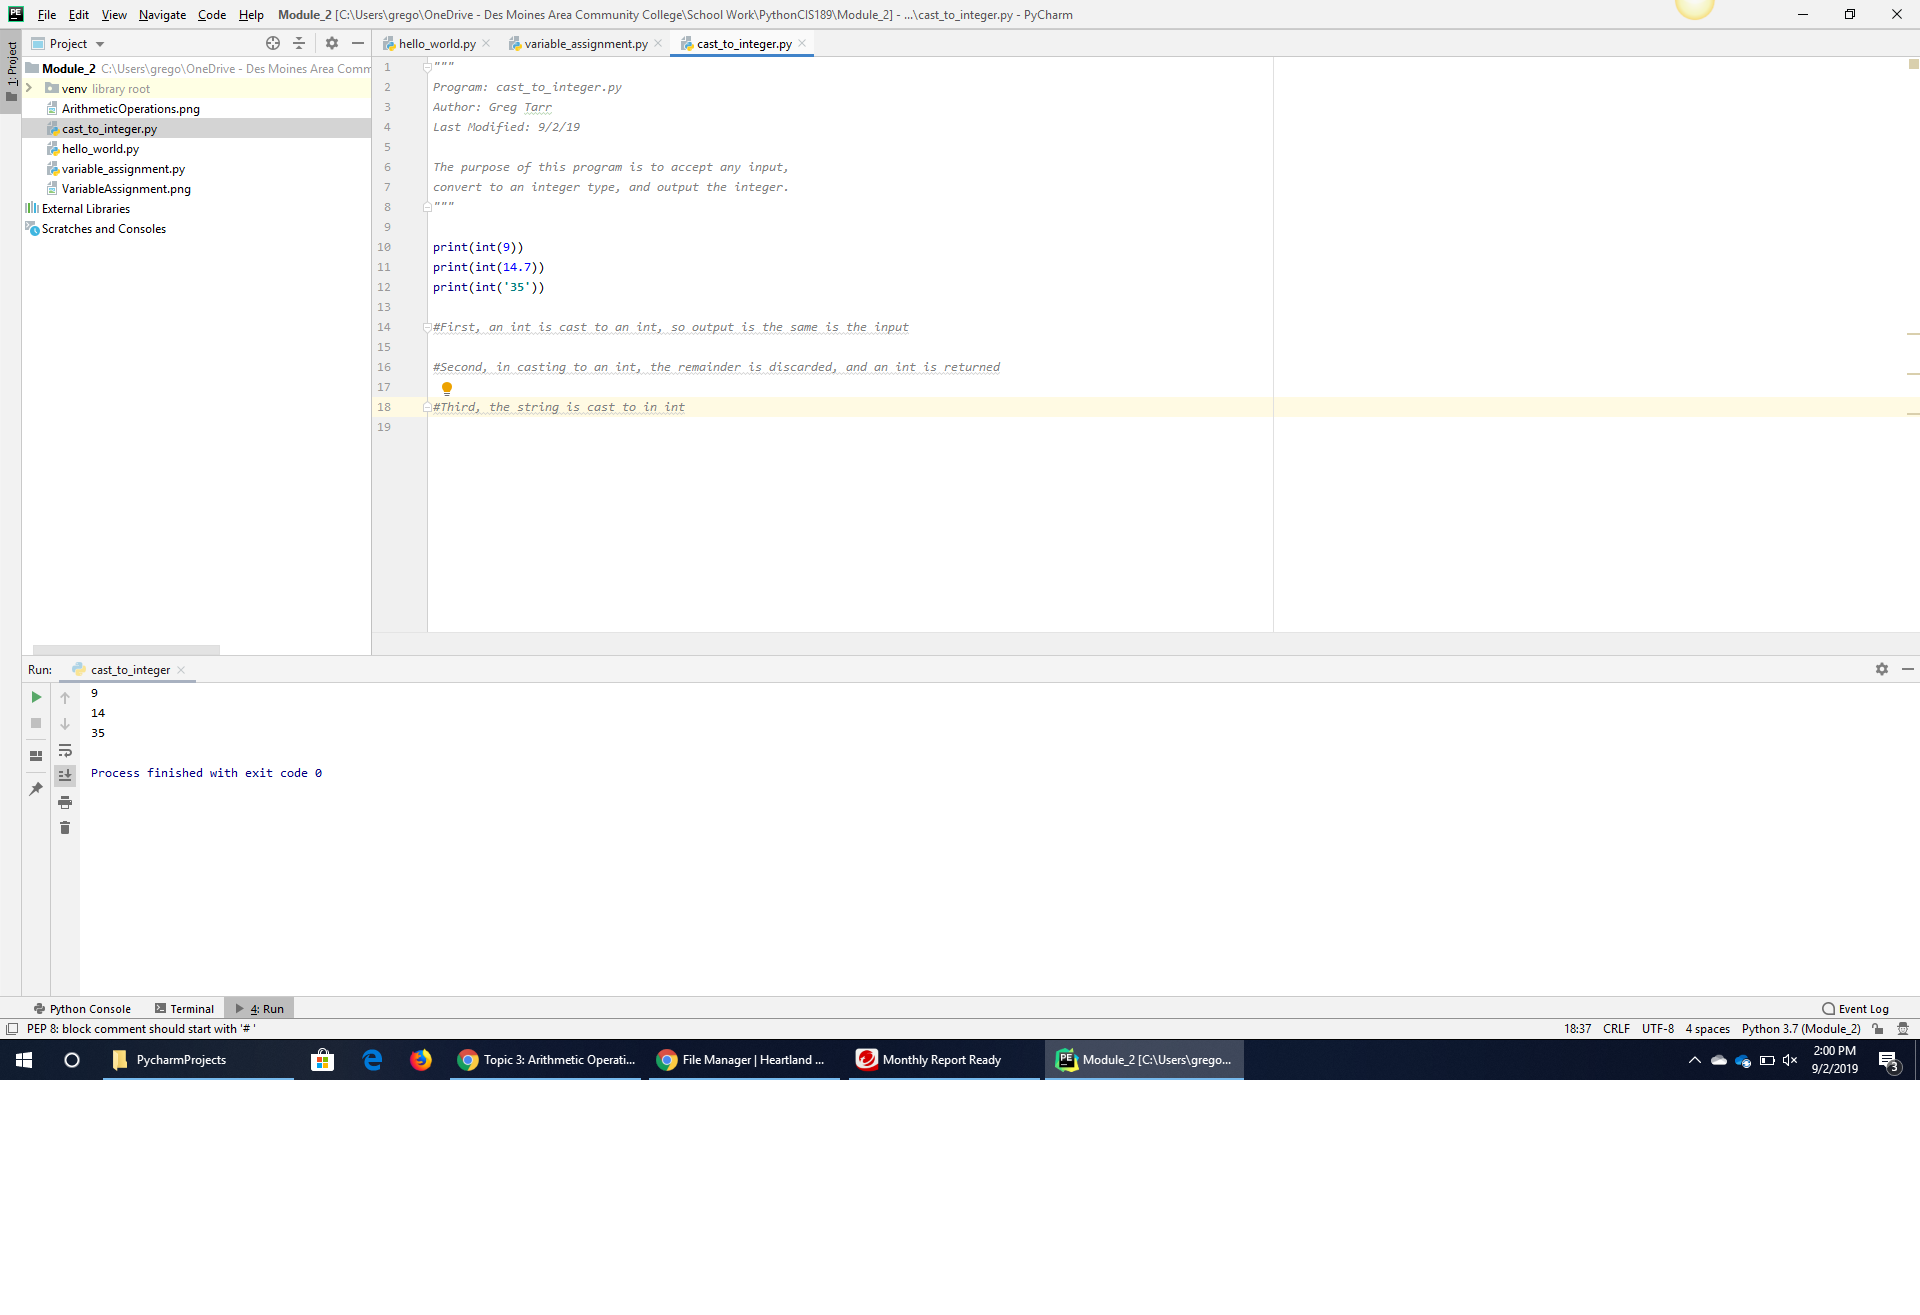 PE File Edit View Navigate Code Help Module_2 [C:\Users\grego\OneDrive - Des Moines Area Community College\School Work\PythonCIS189\Module_2] - ...\cast_to_integer.py - PyCharm
1: Project
Project
hello_world.py variable_assignment.py cast_to_integer.py
Module_2 C:\Users\grego\OneDrive - Des Moines Area Comm
venv library root
ArithmeticOperations.png
cast_to_integer.py
hello_world.py
variable_assignment.py
VariableAssignment.png
External Libraries
Scratches and Consoles
1 """
2 Program: cast_to_integer.py
3 Author: Greg Tarr
4 Last Modified: 9/2/19
5
6 The purpose of this program is to accept any input,
7 convert to an integer type, and output the integer.
8 """
9
10 print(int(9))
11 print(int(14.7))
12 print(int('35'))
13
14 #First, an int is cast to an int, so output is the same is the input
15
16 #Second, in casting to an int, the remainder is discarded, and an int is returned
17
18 #Third, the string is cast to in int
19
Run: cast_to_integer
9
14
35
Process finished with exit code 0
Python Console Terminal 4: Run Event Log
PEP 8: block comment should start with '# ' 18:37 CRLF UTF-8 4 spaces Python 3.7 (Module_2)
PycharmProjects Topic 3: Arithmetic Operati... File Manager | Heartland ... Monthly Report Ready PE Module_2 [C:\Users\grego... 2:00 PM
9/2/2019 3